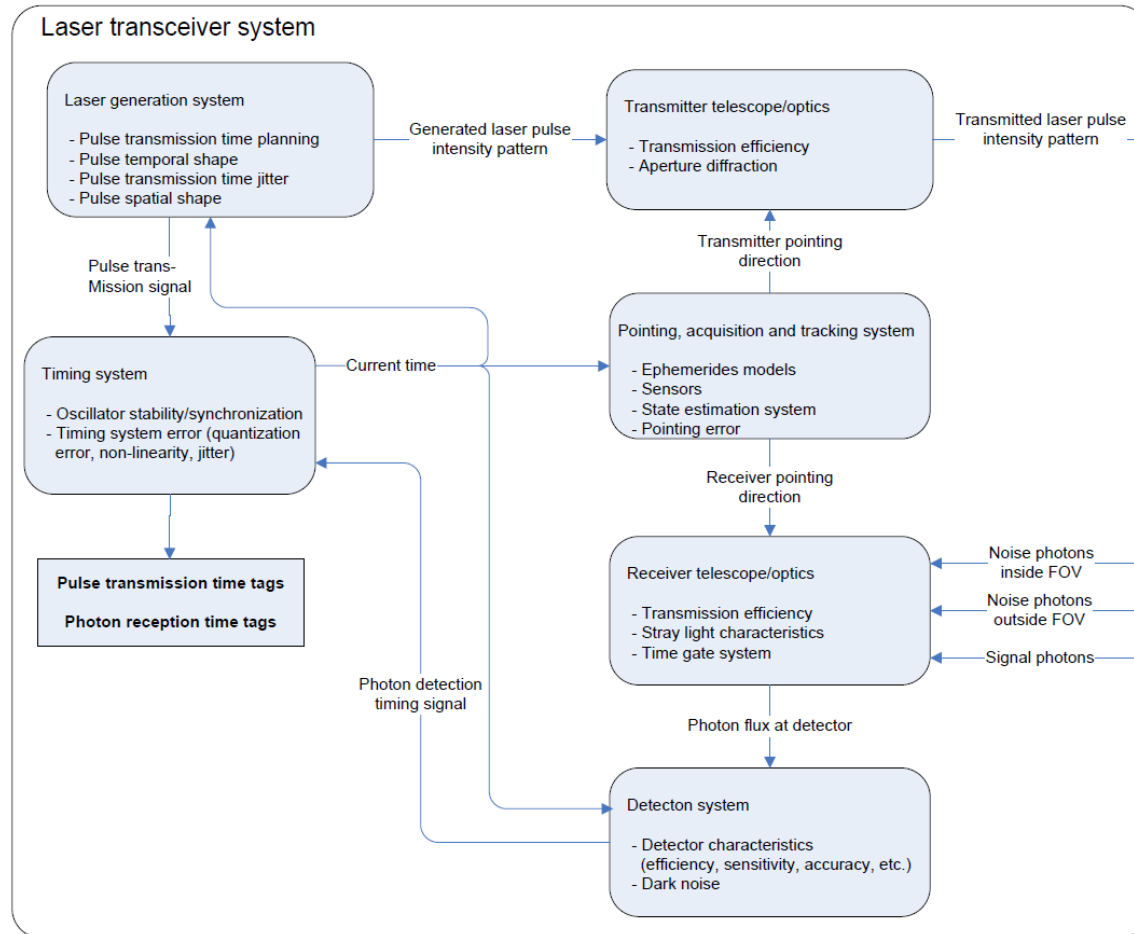 Laser transceiver system
Laser generation system
- Pulse transmission time planning
- Pulse temporal shape
- Pulse transmission time jitter
- Pulse spatial shape
Generated laser pulse
intensity pattern
Transmitter telescope/optics
- Transmission efficiency
- Aperture diffraction
Transmitted laser pulse
intensity pattern
Pulse trans-
Mission signal
Transmitter pointing
direction
Timing system
- Oscillator stability/synchronization
- Timing system error (quantization
error, non-linearity, jitter)
Current time
Pointing, acquisition and tracking system
- Ephemerides models
- Sensors
- State estimation system
- Pointing error
Receiver pointing
direction
Pulse transmission time tags
Photon reception time tags
Receiver telescope/optics
- Transmission efficiency
- Stray light characteristics
- Time gate system
Noise photons
inside FOV
Noise photons
outside FOV
Signal photons
Photon detection
timing signal
Photon flux at detector
Detecton system
- Detector characteristics
(efficiency, sensitivity, accuracy, etc.)
- Dark noise